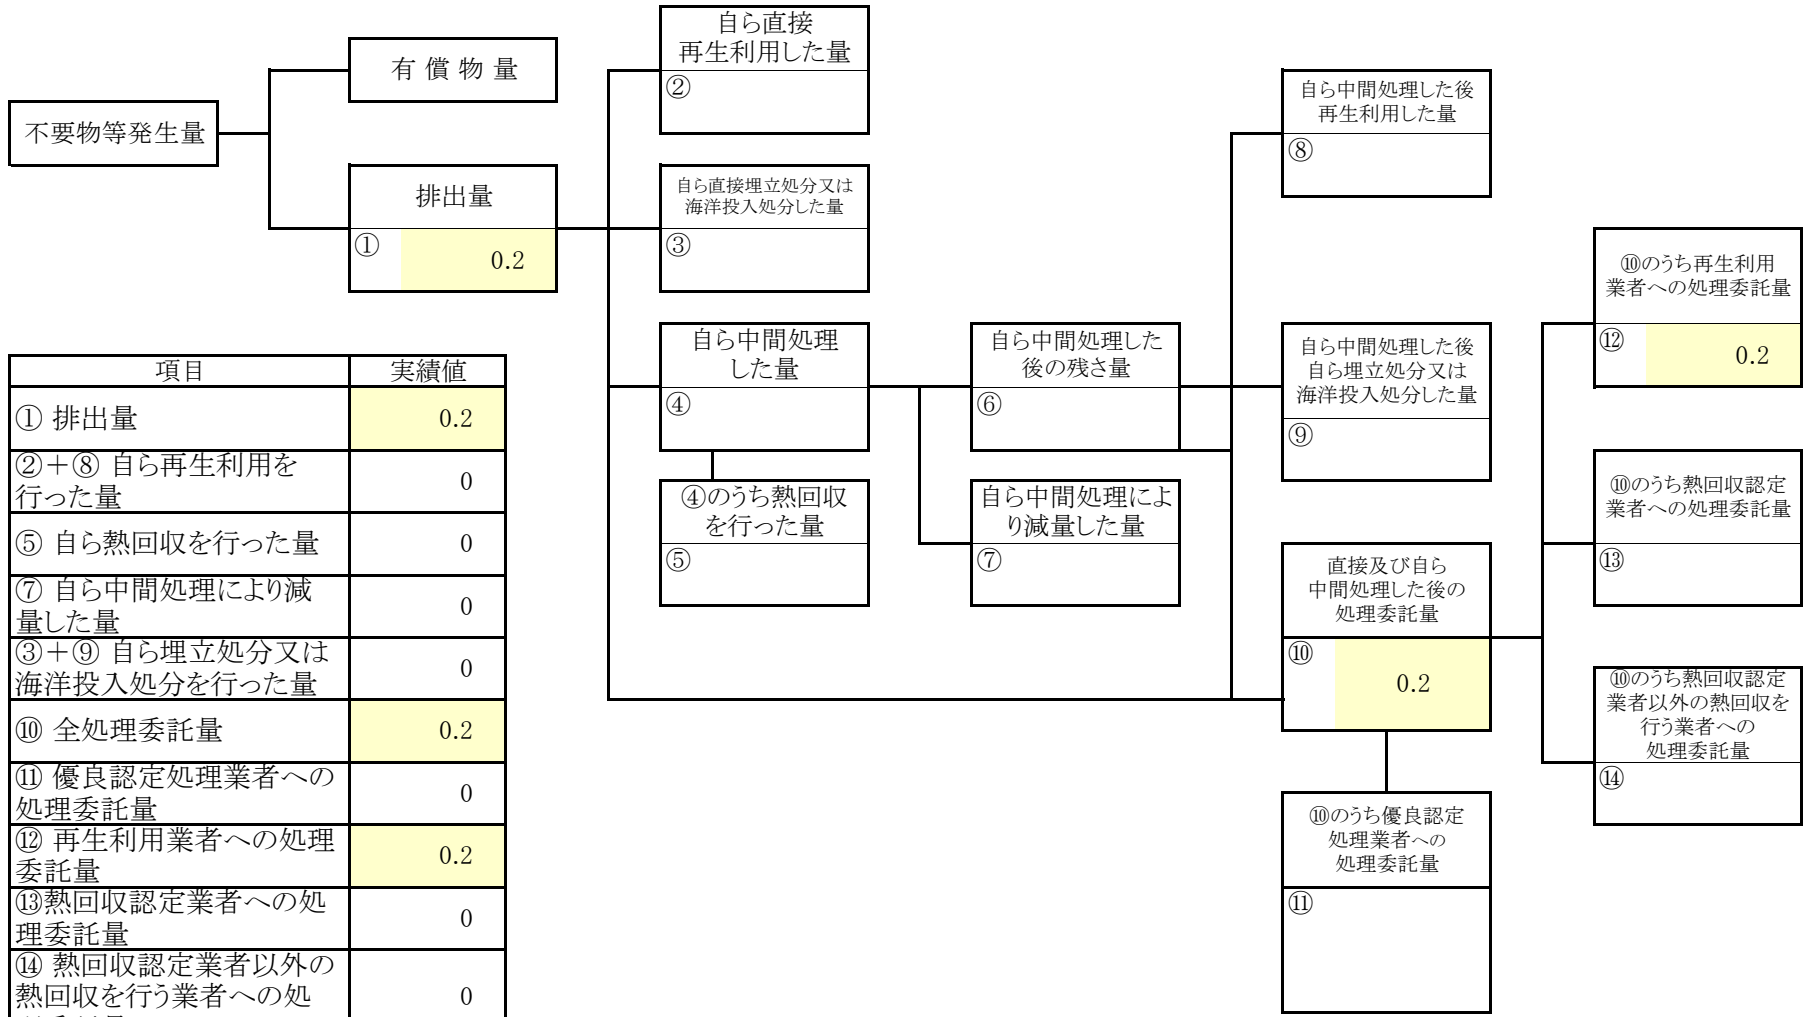 不要物等発生量
有 償 物 量
排出量
①
0.2
自ら直接
再生利用した量
②
自ら直接埋立処分又は
海洋投入処分した量
③
自ら中間処理
した量
④
④のうち熱回収
を行った量
⑤
自ら中間処理した
後の残さ量
⑥
自ら中間処理によ
り減量した量
⑦
自ら中間処理した後
再生利用した量
⑧
自ら中間処理した後
自ら埋立処分又は
海洋投入処分した量
⑨
直接及び自ら
中間処理した後の
処理委託量
⑩
0.2
⑩のうち優良認定
処理業者への
処理委託量
⑪
⑩のうち再生利用
業者への処理委託量
⑫
0.2
⑩のうち熱回収認定
業者への処理委託量
⑬
⑩のうち熱回収認定
業者以外の熱回収を
行う業者への
処理委託量
⑭
項目 実績値
① 排出量 0.2
②＋⑧ 自ら再生利用を
行った量 0
⑤ 自ら熱回収を行った量 0
⑦ 自ら中間処理により減
量した量 0
③＋⑨ 自ら埋立処分又は
海洋投入処分を行った量 0
⑩ 全処理委託量 0.2
⑪ 優良認定処理業者への
処理委託量 0
⑫ 再生利用業者への処理
委託量 0.2
⑬熱回収認定業者への処
理委託量 0
⑭ 熱回収認定業者以外の
熱回収を行う業者への処 0